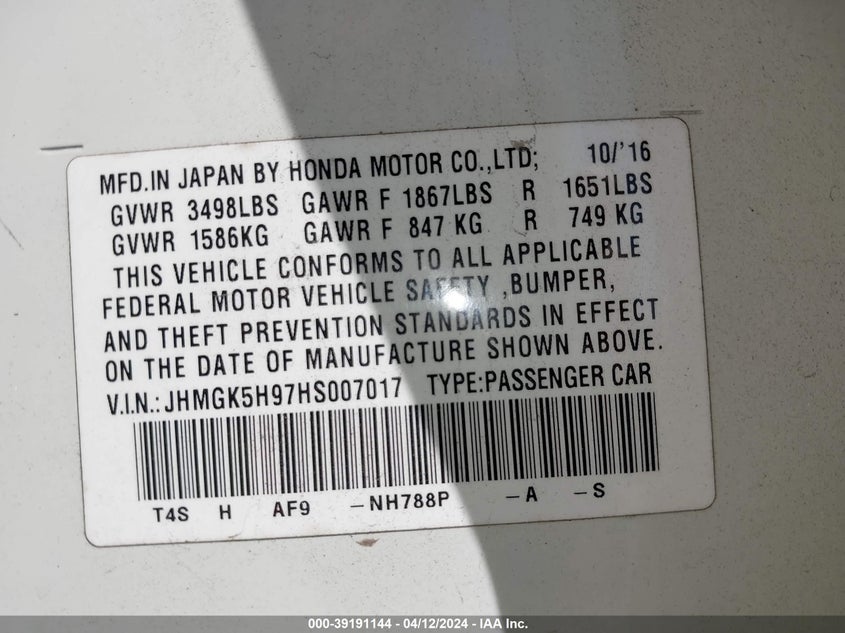 MFD.IN JAPAN BY HONDA MOTOR CO.,LTD; 10/'16
GVWR 3498LBS GAWR F 1867LBS R 1651LBS
GVWR 1586KG GAWR F 847 KG R 749 KG
THIS VEHICLE CONFORMS TO ALL APPLICABLE
FEDERAL MOTOR VEHICLE SAFETY ,BUMPER,
AND THEFT PREVENTION STANDARDS IN EFFECT
ON THE DATE OF MANUFACTURE SHOWN ABOVE.
V.I.N.: JHMGK5H97HS007017 TYPE:PASSENGER CAR
T4S H AF9 –NH788P –A –S
000-39191144 - 04/12/2024 - IAA Inc.